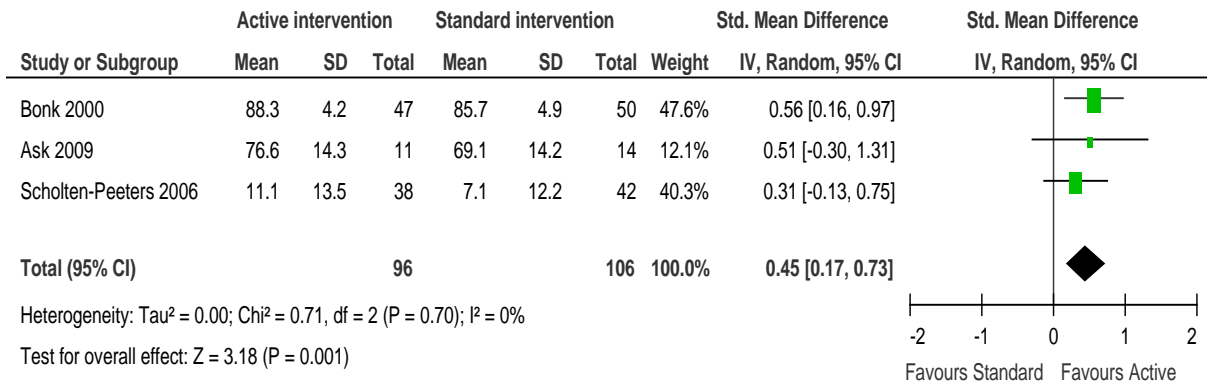 Active intervention Standard intervention Std. Mean Difference Std. Mean Difference
Study or Subgroup Mean SD Total Mean SD Total Weight IV, Random, 95% CI IV, Random, 95% CI
Bonk 2000 88.3 4.2 47 85.7 4.9 50 47.6% 0.56 [0.16, 0.97]
Ask 2009 76.6 14.3 11 69.1 14.2 14 12.1% 0.51 [-0.30, 1.31]
Scholten-Peeters 2006 11.1 13.5 38 7.1 12.2 42 40.3% 0.31 [-0.13, 0.75]
Total (95% CI) 96 106 100.0% 0.45 [0.17, 0.73]
Heterogeneity: Tau² = 0.00; Chi² = 0.71, df = 2 (P = 0.70); I² = 0%
Test for overall effect: Z = 3.18 (P = 0.001)
-2 -1 0 1 2
Favours Standard Favours Active